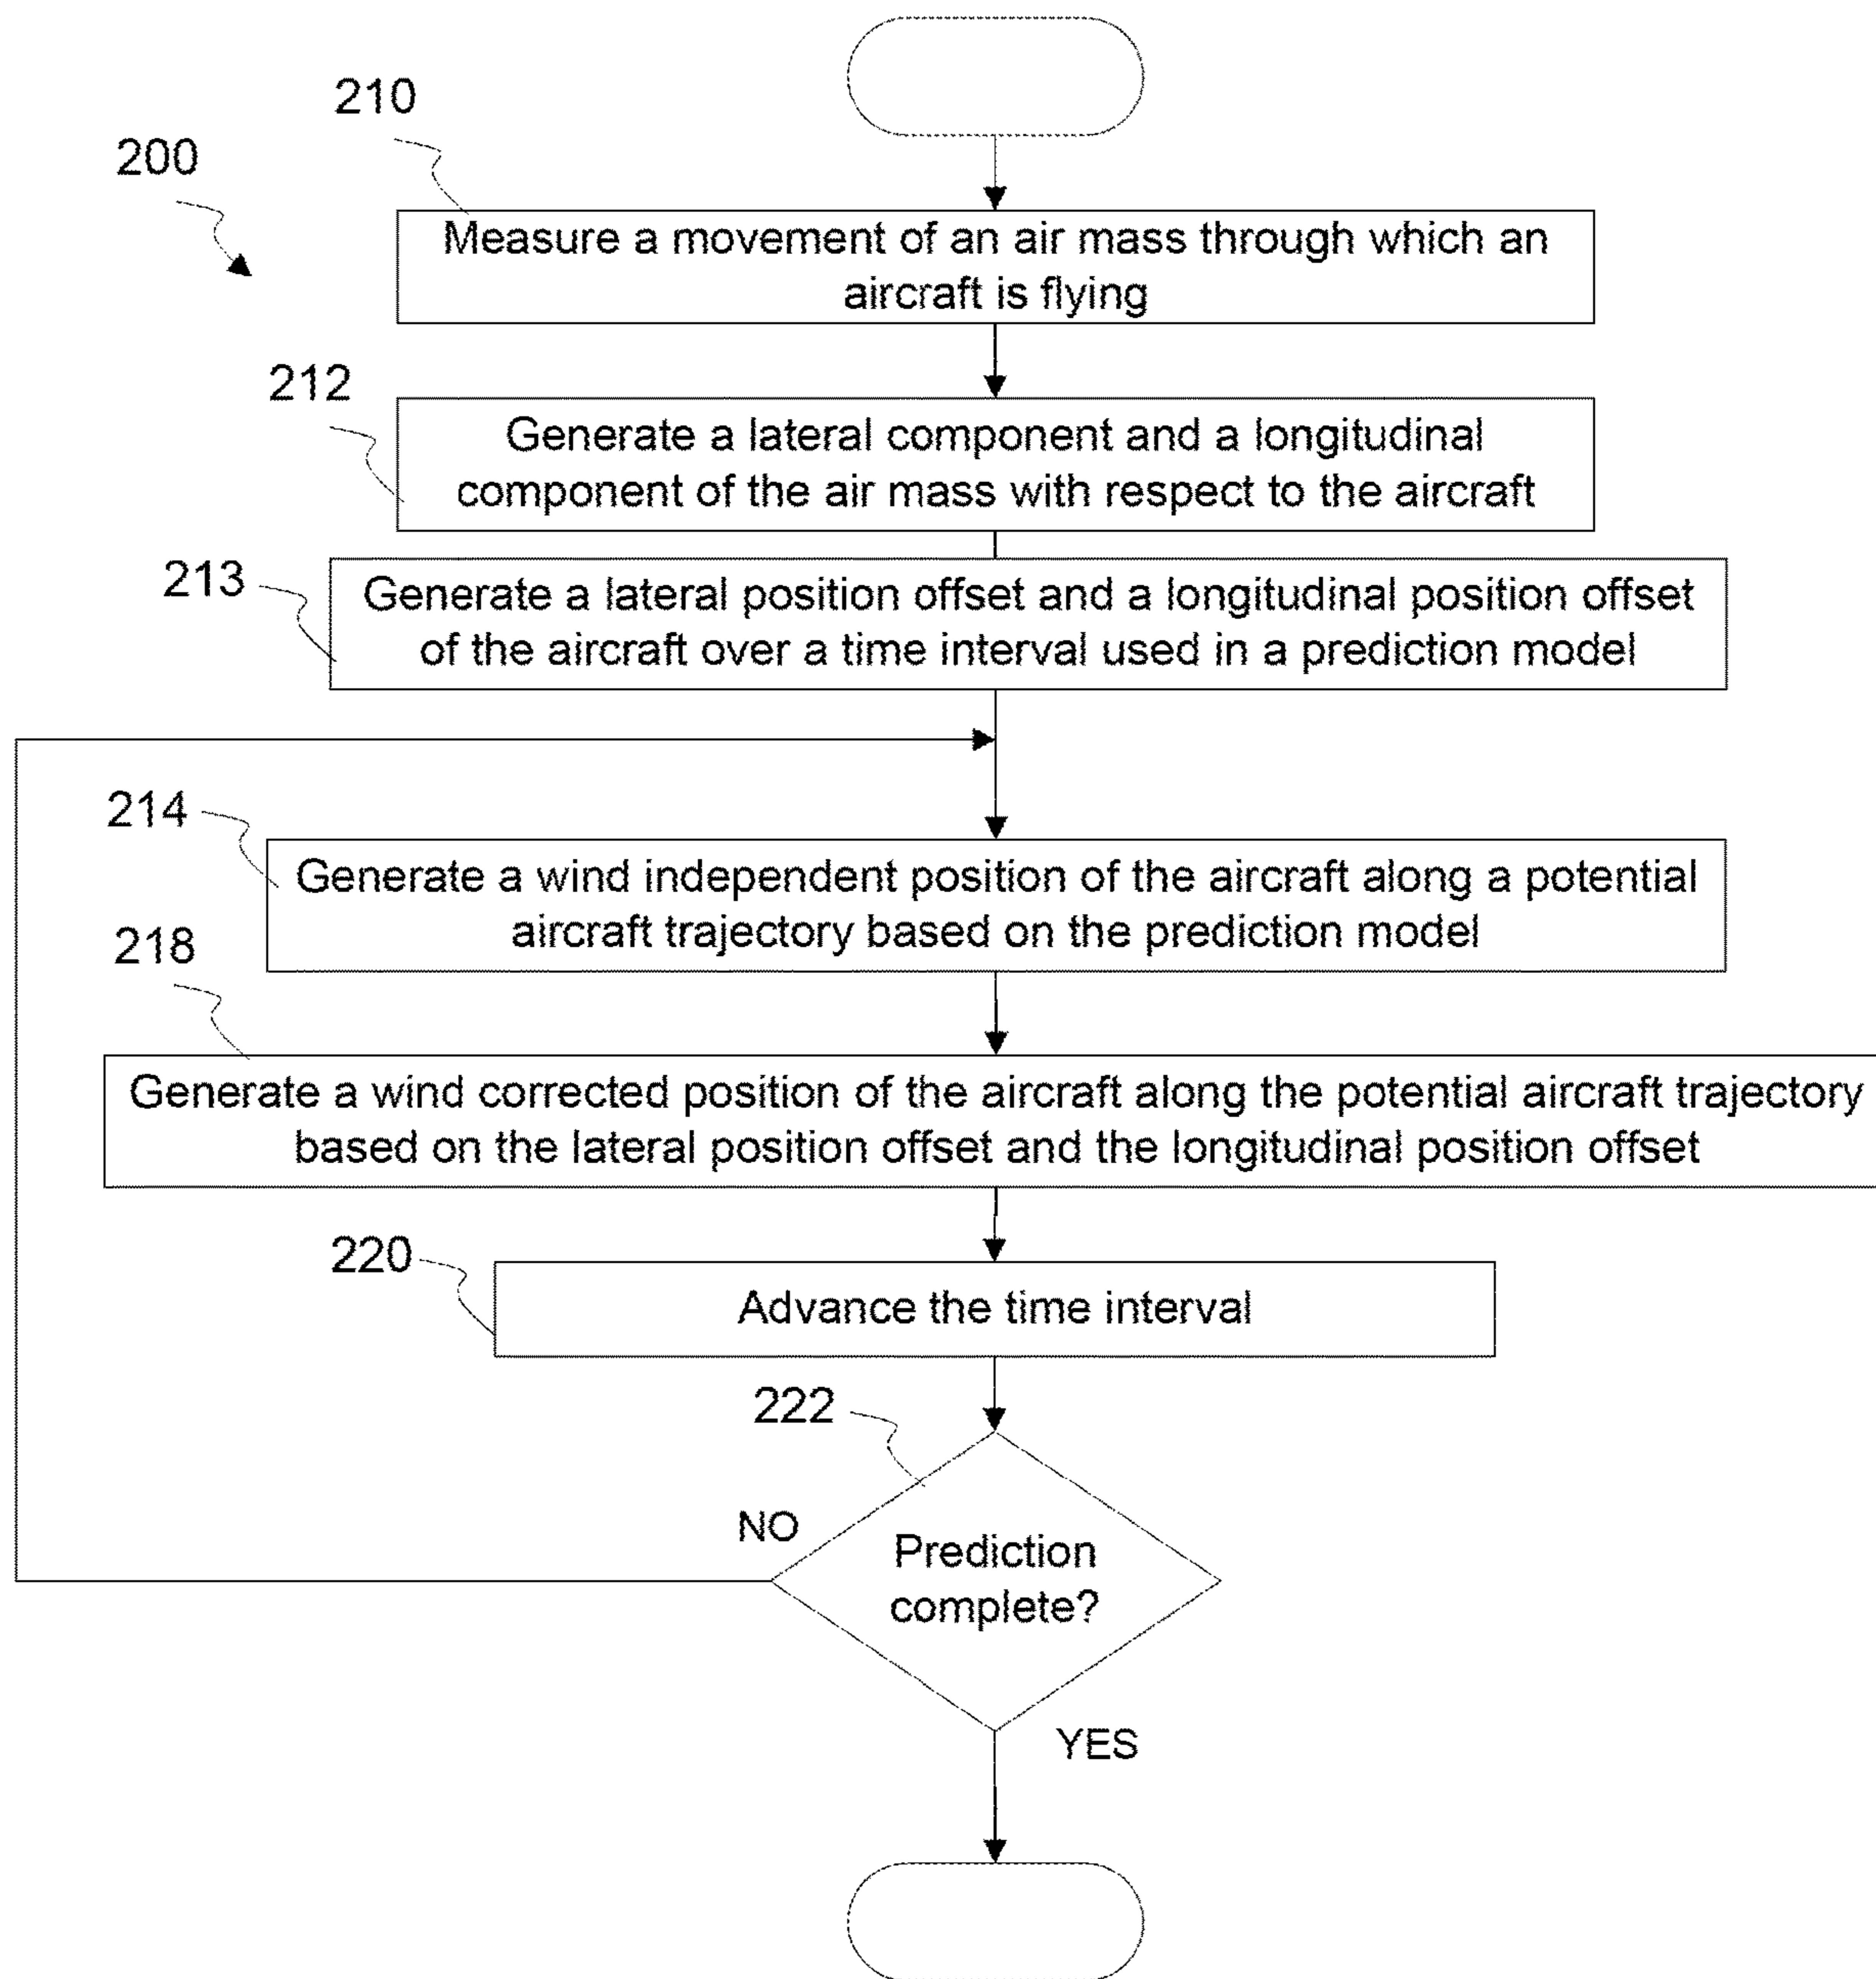 210
200
Measure a movement of an air mass through which an
aircraft is flying
212
Generate a lateral component and a longitudinal
component of the air mass with respect to the aircraft
213
Generate a lateral position offset and a longitudinal position offset
of the aircraft over a time interval used in a prediction model
214
Generate a wind independent position of the aircraft along a potential
aircraft trajectory based on the prediction model
218
Generate a wind corrected position of the aircraft along the potential aircraft trajectory
based on the lateral position offset and the longitudinal position offset
220
Advance the time interval
222
NO
Prediction
complete?
YES